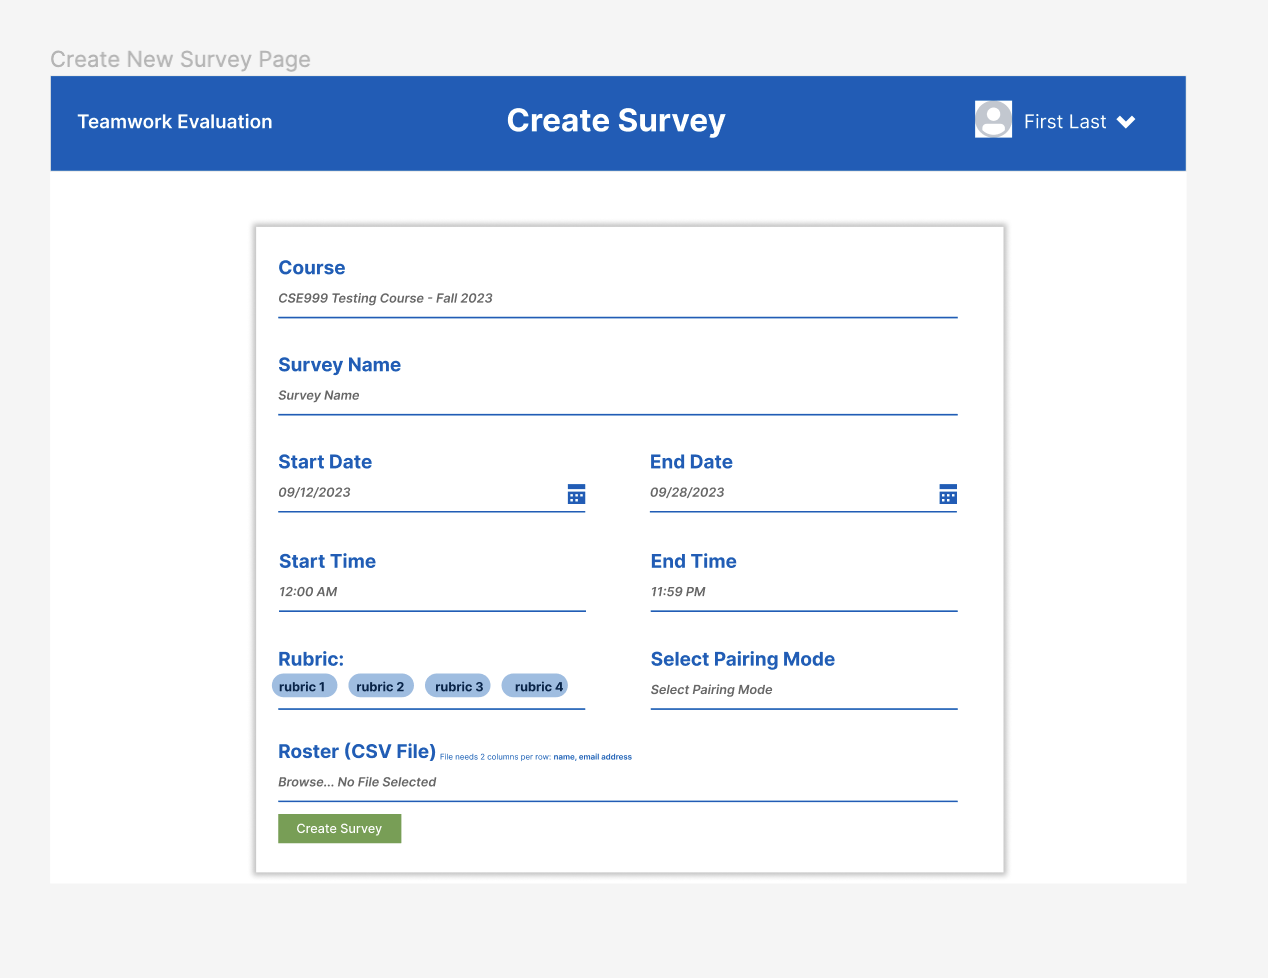 Create New Survey Page
Teamwork Evaluation
Create Survey
First Last
Course
CSE999 Testing Course - Fall 2023
Survey Name
Survey Name
Start Date
End Date
09/12/2023
09/28/2023
Start Time
End Time
12:00 AM
11:59 PM
Rubric:
Select Pairing Mode
rubric 1 rubric 2 rubric 3 rubric 4
Select Pairing Mode
Roster (CSV File) File needs 2 columns per row: name, email address
Browse... No File Selected
Create Survey